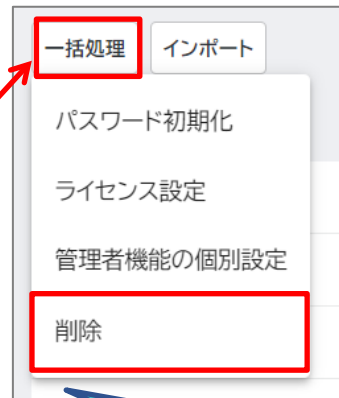 一括処理 インポート
パスワード初期化
ライセンス設定
管理者機能の個別設定
削除